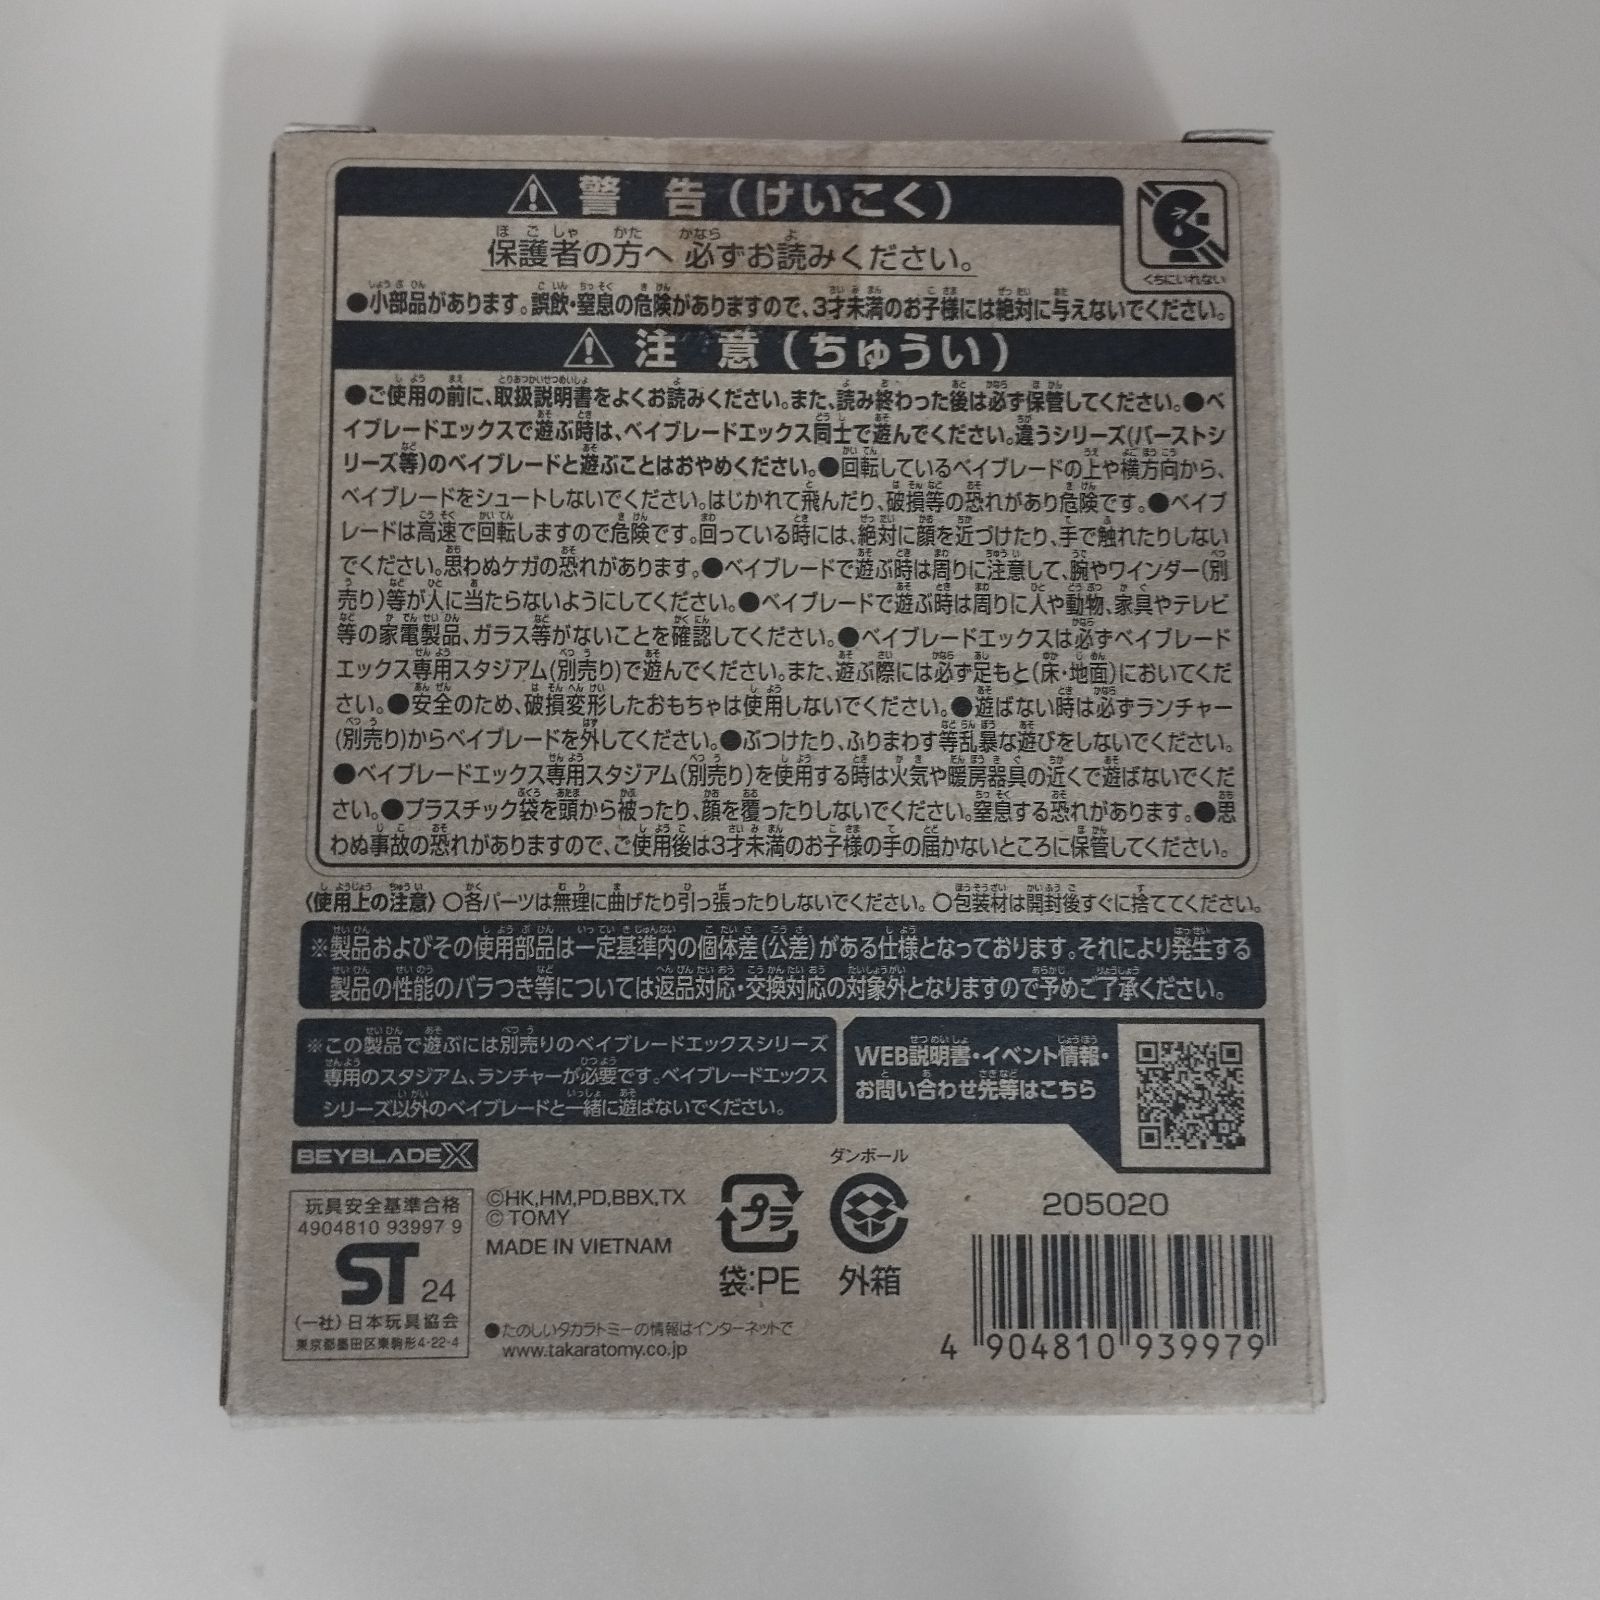 ⚠ 警 告(けいこく)
くちにいれない
保護者の方へ 必ずお読みください。
●小部品があります。誤飲・窒息の危険がありますので、3才未満のお子様には絶対に与えないでください。
⚠ 注 意(ちゅうい)
●ご使用の前に、取扱説明書をよくお読みください。また、読み終わった後は必ず保管してください。●ベ
イブレードエックスで遊ぶ時は、ベイブレードエックス同士で遊んでください。違うシリーズ(バーストシ
リーズ等)のベイブレードと遊ぶことはおやめください。●回転しているベイブレードの上や横方向から、
ベイブレードをシュートしないでください。はじかれて飛んだり、破損等の恐れがあり危険です。●ベイブ
レードは高速で回転しますので危険です。回っている時には、絶対に顔を近づけたり、手で触れたりしない
でください。思わぬケガの恐れがあります。●ベイブレードで遊ぶ時は周りに注意して、腕やワインダー(別
売り)等が人に当たらないようにしてください。●ベイブレードで遊ぶ時は周りに人や動物、家具やテレビ
等の家電製品、ガラス等がないことを確認してください。●ベイブレードエックスは必ずベイブレード
エックス専用スタジアム(別売り)で遊んでください。また、遊ぶ際には必ず足もと(床・地面)においてくだ
さい。●安全のため、破損変形したおもちゃは使用しないでください。●遊ばない時は必ずランチャー
(別売り)からベイブレードを外してください。●ぶつけたり、ふりまわす等乱暴な遊びをしないでください。
●ベイブレードエックス専用スタジアム(別売り)を使用する時は火気や暖房器具の近くで遊ばないでくだ
さい。●プラスチック袋を頭から被ったり、顔を覆ったりしないでください。窒息する恐れがあります。●思
わぬ事故の恐れがありますので、ご使用後は3才未満のお子様の手の届かないところに保管してください。
〈使用上の注意〉○各パーツは無理に曲げたり引っ張ったりしないでください。○包装材は開封後すぐに捨ててください。
※製品およびその使用部品は一定基準内の個体差(公差)がある仕様となっております。それにより発生する
製品の性能のバラつき等については返品対応・交換対応の対象外となりますので予めご了承ください。
※この製品で遊ぶには別売りのベイブレードエックスシリーズ
専用のスタジアム、ランチャーが必要です。ベイブレードエックス
シリーズ以外のベイブレードと一緒に遊ばないでください。
WEB説明書・イベント情報・
お問い合わせ先等はこちら
BEYBLADE X
玩具安全基準合格
4904810 93997 9
ST 24
(一社)日本玩具協会
東京都墨田区東駒形4-22-4
©HK,HM,PD,BBX,TX
© TOMY
MADE IN VIETNAM
プラ
袋:PE
ダンボール
外箱
●たのしいタカラトミーの情報はインターネットで
www.takaratomy.co.jp
205020
4 904810 939979